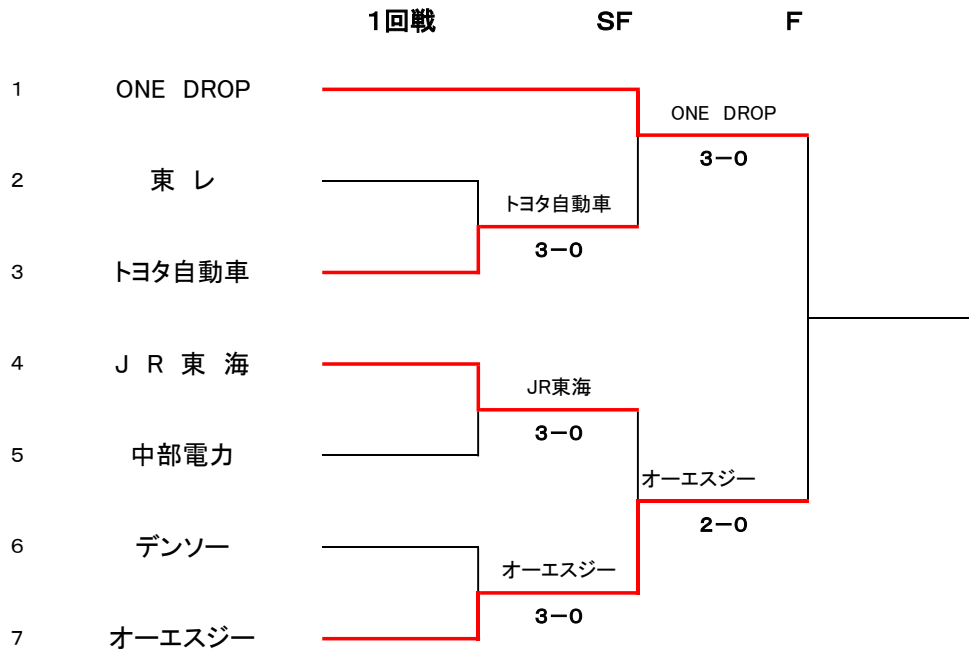 1回戦 SF F
1 ONE DROP
ONE DROP
3-0
2 東 レ
トヨタ自動車
3-0
3 トヨタ自動車
4 J R 東 海
JR東海
3-0
5 中部電力
オーエスジー
2-0
6 デンソー
オーエスジー
3-0
7 オーエスジー